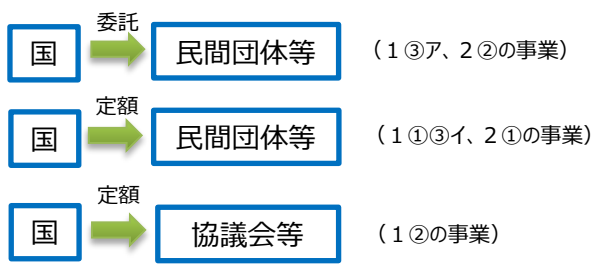 委託
国 民間団体等 （１③ア、２②の事業）
定額
国 民間団体等 （１①③イ、２①の事業）
定額
国 協議会等 （１②の事業）